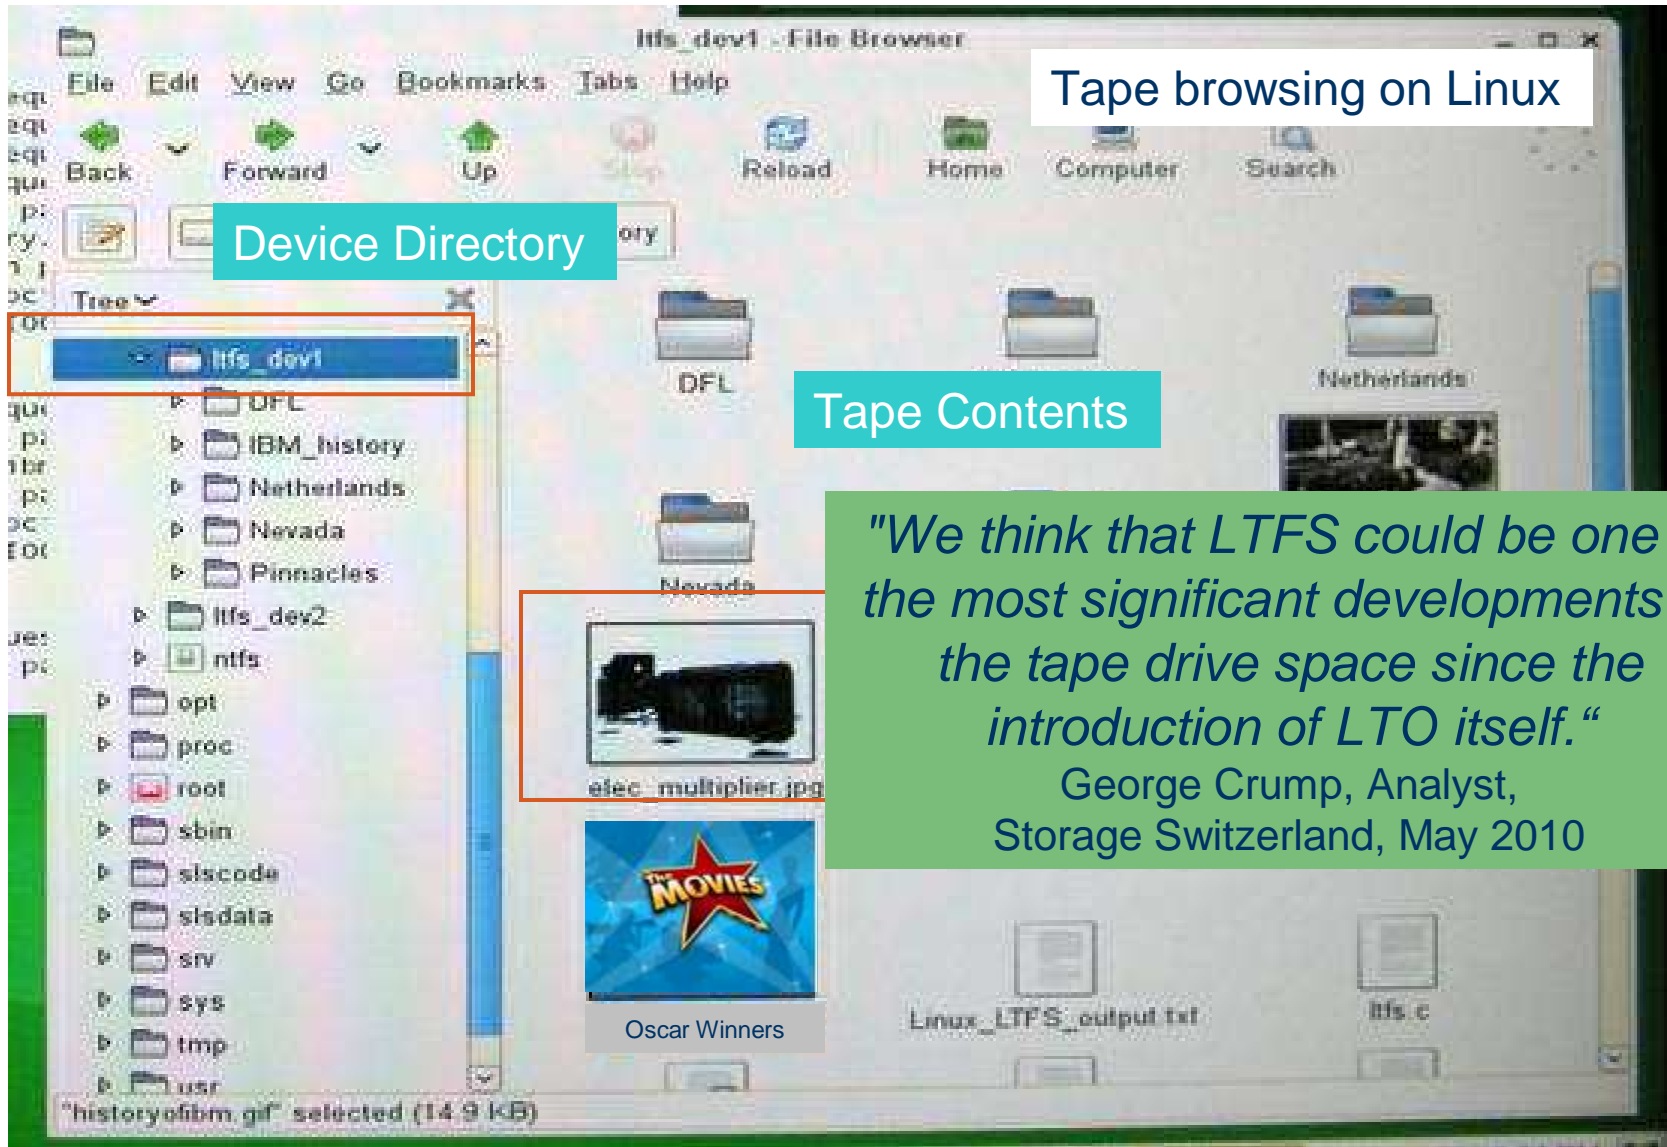 ltfs_dev1 - File Browser
File Edit View Go Bookmarks Tabs Help
Tape browsing on Linux
Back Forward Up Stop Reload Home Computer Search
Device Directory
ory
Tree
ltfs_dev1
DFL
IBM_history
Netherlands
Nevada
Pinnacles
ltfs_dev2
ntfs
opt
proc
root
sbin
slscode
slsdata
srv
sys
tmp
usr
DFL
Netherlands
Tape Contents
Nevada
"We think that LTFS could be one
the most significant developments
the tape drive space since the
introduction of LTO itself.“
George Crump, Analyst,
Storage Switzerland, May 2010
elec_multiplier.jpg
THE MOVIES
Oscar Winners
Linux_LTFS_output.txt
ltfs.c
"historyofibm.gif" selected (14.9 KB)